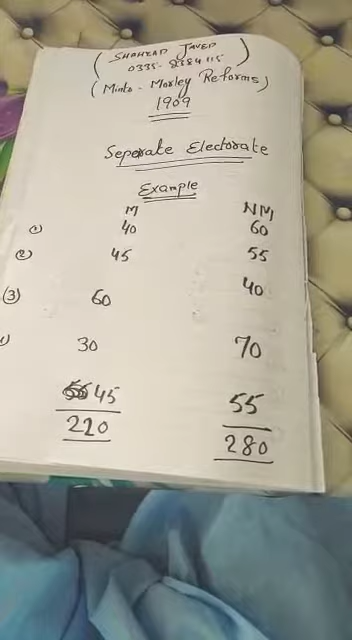 ( SHAHZAD JAVED )
0335-
(Minto - Morley Reforms)
1909
Seperate Electorate
Example
M NM
① 40 60
② 45 55
(3) 60 40
30 70
45 55
220 280